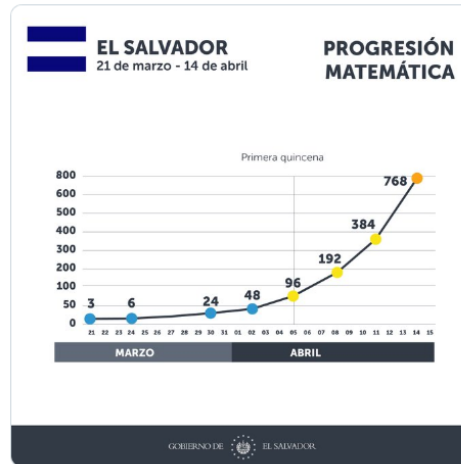 EL SALVADOR
21 de marzo - 14 de abril
PROGRESIÓN
MATEMÁTICA
Primera quincena
800
600
500
400
300
200
100
50
0
3
6
24
48
96
192
384
768
21 22 23 24 25 26 27 28 29 30 31 01 02 03 04 05 06 07 08 09 10 11 12 13 14 15
MARZO ABRIL
GOBIERNO DE EL SALVADOR